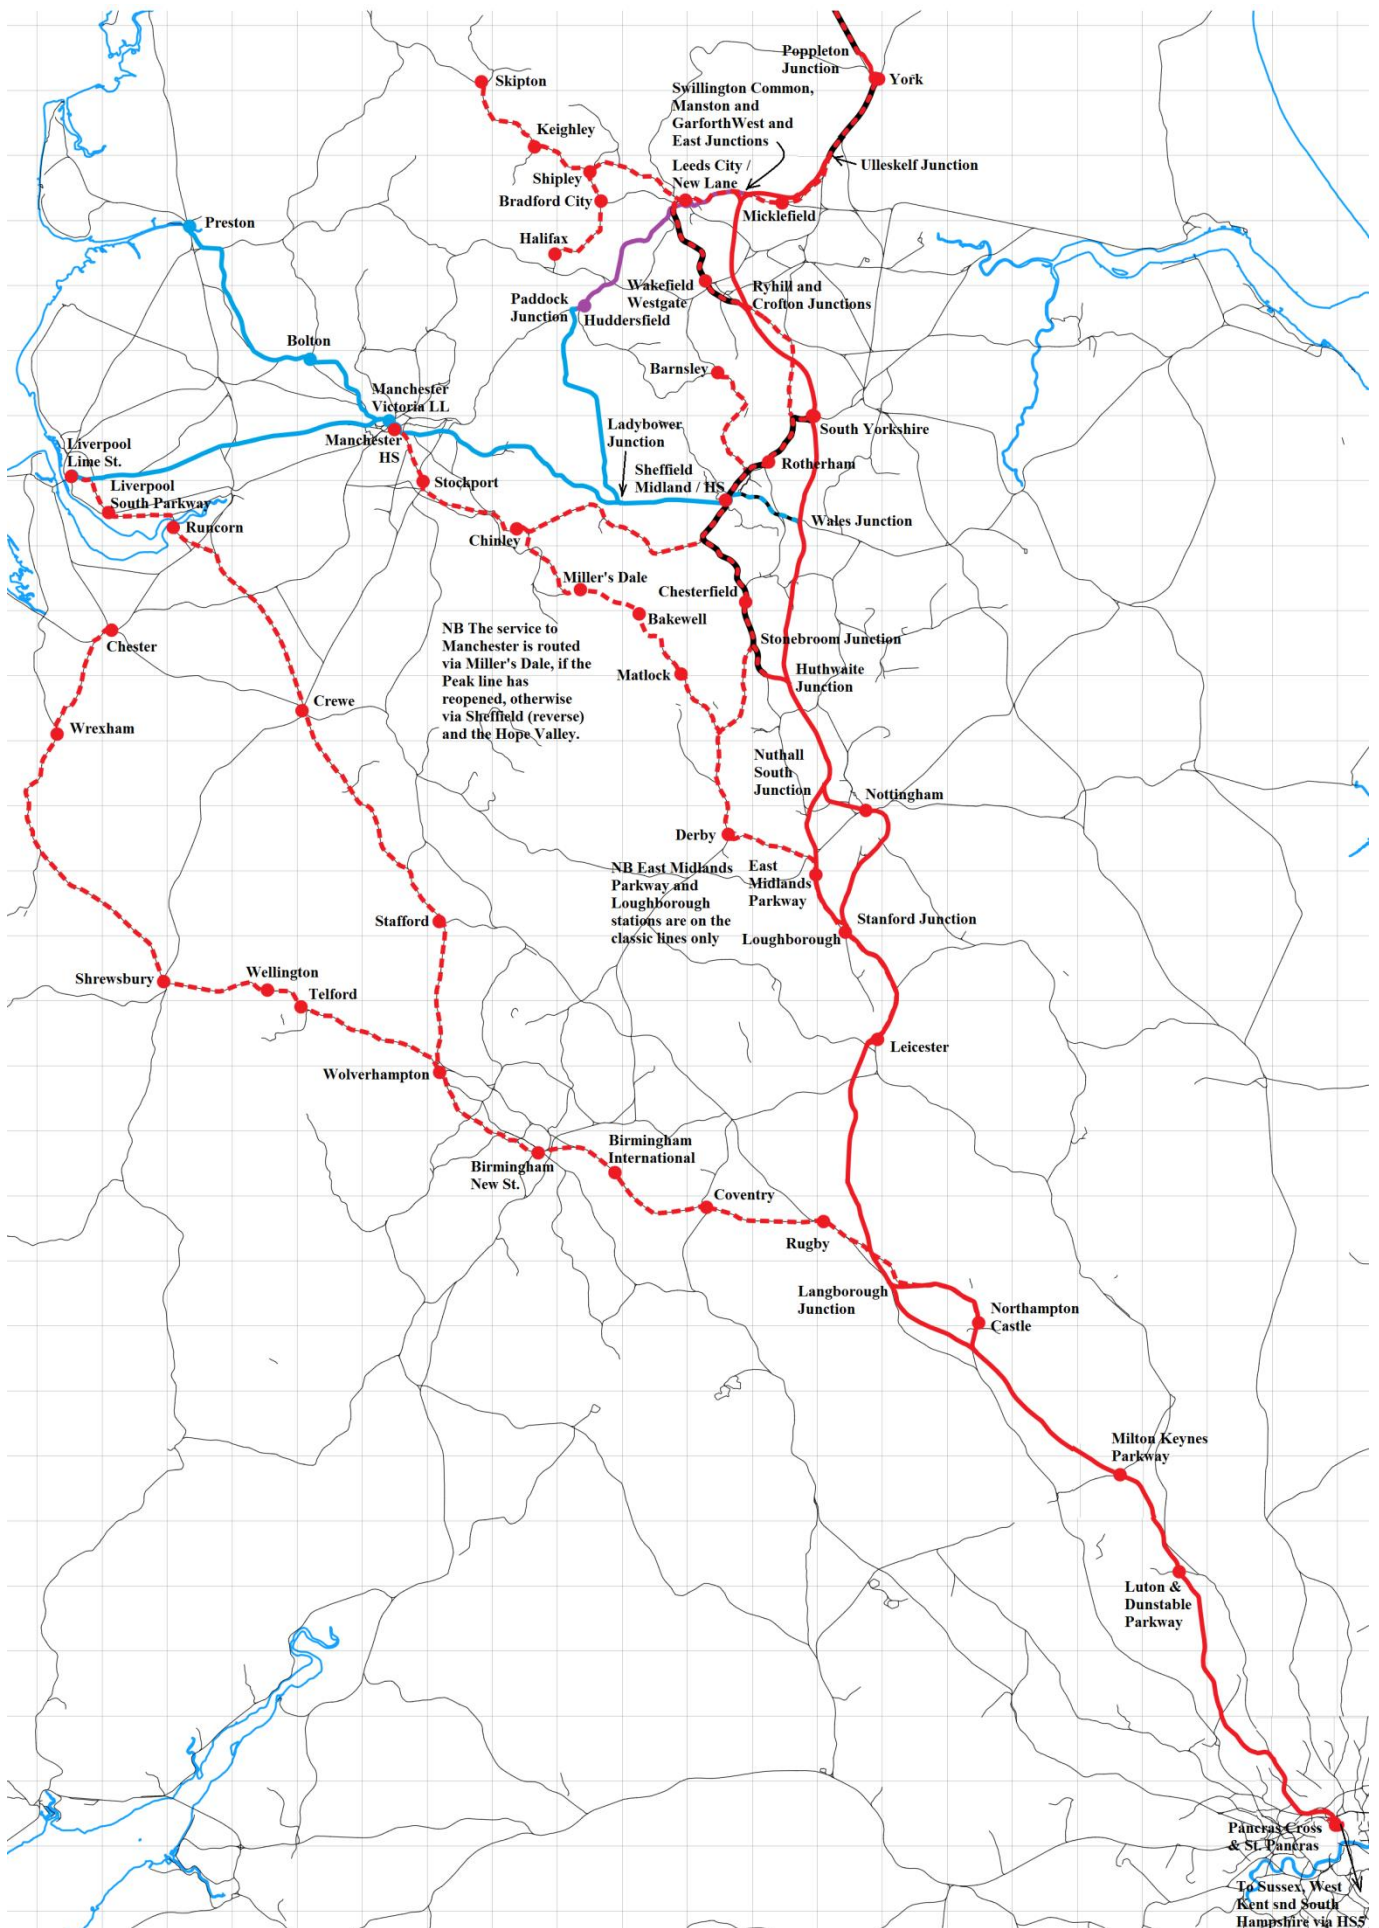 Poppleton
Junction
York
Skipton
Swillington Common,
Manston and
GarforthWest and
East Junctions
Keighley
Ulleskelf Junction
Leeds City /
New Lane
Shipley
Bradford City
Micklefield
Preston
Halifax
Wakefield
Westgate
Ryhill and
Crofton Junctions
Paddock
Junction
Huddersfield
Bolton
Barnsley
Manchester
Victoria LL
Ladybower
Junction
South Yorkshire
Manchester
HS
Liverpool
Lime St.
Rotherham
Sheffield
Midland / HS
Stockport
Liverpool
South Parkway
Runcorn
Wales Junction
Chinley
Miller's Dale
Chesterfield
Bakewell
NB The service to
Manchester is routed
via Miller's Dale, if the
Peak line has
reopened, otherwise
via Sheffield (reverse)
and the Hope Valley.
Chester
Stonebroom Junction
Huthwaite
Junction
Matlock
Crewe
Wrexham
Nuthall
South
Junction
Nottingham
Derby
NB East Midlands
Parkway and
Loughborough
stations are on the
classic lines only
East
Midlands
Parkway
Stafford
Stanford Junction
Loughborough
Shrewsbury
Wellington
Telford
Leicester
Wolverhampton
Birmingham
International
Birmingham
New St.
Coventry
Rugby
Langborough
Junction
Northampton
Castle
Milton Keynes
Parkway
Luton &
Dunstable
Parkway
Pancras Cross
& St. Pancras
To Sussex, West
Kent snd South
Hampshire via HS5